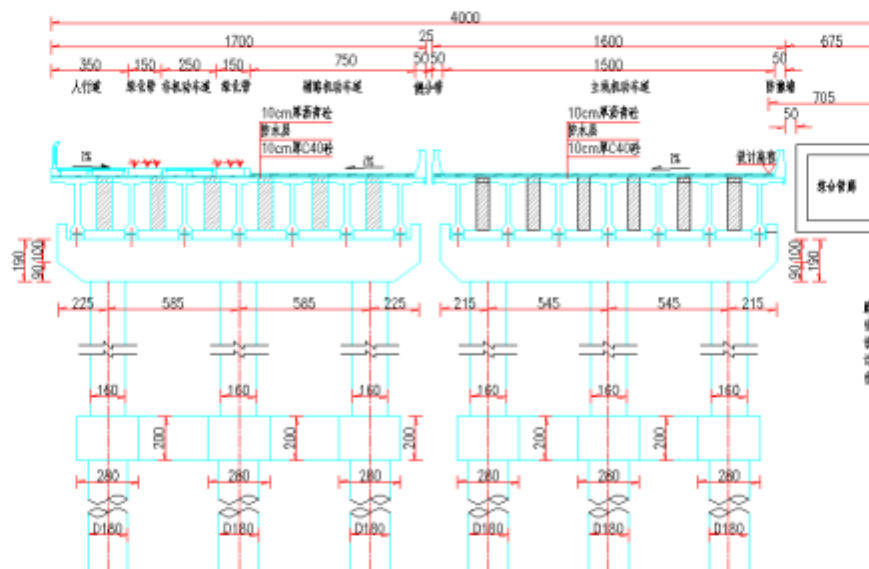 4000
1700 25 1600 675
350 150 250 150 750 50 50 1500 50
人行道 绿化带 非机动车道 绿化带 辅路机动车道 侧分带 主线机动车道 防撞墙
705
10cm厚沥青砼 10cm厚沥青砼 50
防水层 防水层
10cm厚C40砼 10cm厚C40砼
2% 2% 2% 设计高程
综合管廊
190 90 100 100 90 190
225 585 585 225 215 545 545 215
160 160 160 160 160 160
200 200 200 200 200
280 280 280 280 280 280
D180 D180 D180 D180 D180 D180